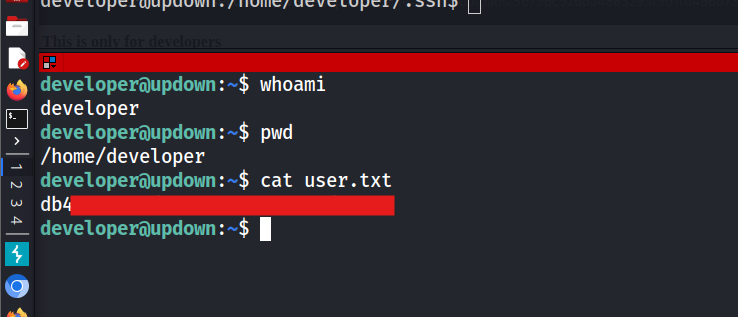 developer@updown:/home/developer/.ssh$
This is only for developers
developer@updown:~$ whoami
developer
developer@updown:~$ pwd
/home/developer
developer@updown:~$ cat user.txt
db4
developer@updown:~$
1
2
3
4